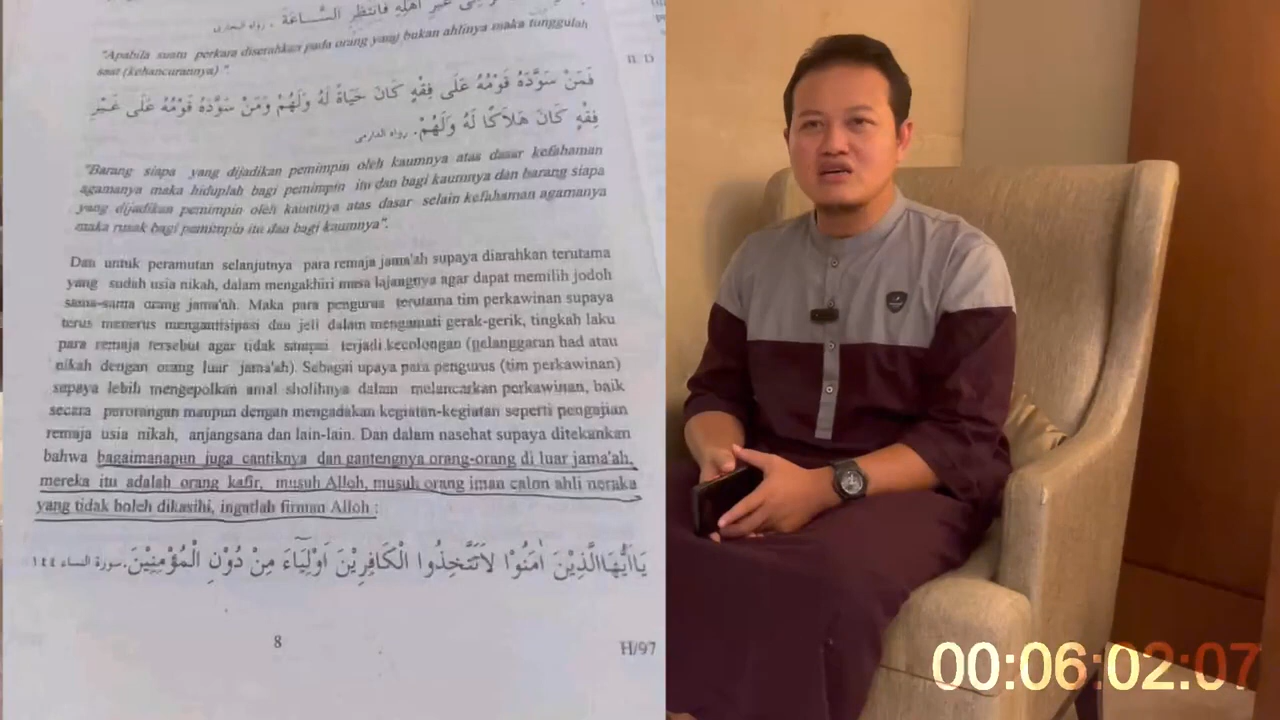 غَيْرِ أَهْلِهِ فَانْتَظِرِ السَّاعَةَ . رواه البخارى
"Apabila suatu perkara diserahkan pada orang yang bukan ahlinya maka tunggulah
saat (kehancurannya)".
فَمَنْ سَوَّدَهُ قَوْمُهُ عَلَى فِقْهٍ كَانَ حَيَاةً لَهُ وَلَهُمْ وَمَنْ سَوَّدَهُ قَوْمُهُ عَلَى غَيْرِ
فِقْهٍ كَانَ هَلَاكًا لَهُ وَلَهُمْ. رواه الدارمى
"Barang siapa yang dijadikan pemimpin oleh kaumnya atas dasar kefahaman
agamanya maka hiduplah bagi pemimpin itu dan bagi kaumnya dan barang siapa
yang dijadikan pemimpin oleh kaumnya atas dasar selain kefahaman agamanya
maka rusak bagi pemimpin itu dan bagi kaumnya".
Dan untuk peramutan selanjutnya para remaja jama'ah supaya diarahkan terutama
yang sudah usia nikah, dalam mengakhiri masa lajangnya agar dapat memilih jodoh
sama-sama orang jama'ah. Maka para pengurus terutama tim perkawinan supaya
terus menerus mengantisipasi dan jeli dalam mengamati gerak-gerik, tingkah laku
para remaja tersebut agar tidak sampai terjadi kecolongan (pelanggaran had atau
nikah dengan orang luar jama'ah). Sebagai upaya para pengurus (tim perkawinan)
supaya lebih mengepolkan amal sholihnya dalam melancarkan perkawinan, baik
secara perorangan maupun dengan mengadakan kegiatan-kegiatan seperti pengajian
remaja usia nikah, anjangsana dan lain-lain. Dan dalam nasehat supaya ditekankan
bahwa bagaimanapun juga cantiknya dan gantengnya orang-orang di luar jama'ah,
mereka itu adalah orang kafir, musuh Alloh, musuh orang iman calon ahli neraka
yang tidak boleh dikasihi, ingatlah firman Alloh :
يَاأَيُّهَاالَّذِيْنَ اٰمَنُوْا لَاتَتَّخِذُوا الْكَافِرِيْنَ اَوْلِيَآءَ مِنْ دُوْنِ الْمُؤْمِنِيْنَ. سورة النساء ١٤٤
8
H/97
II. D
00:06:02:07